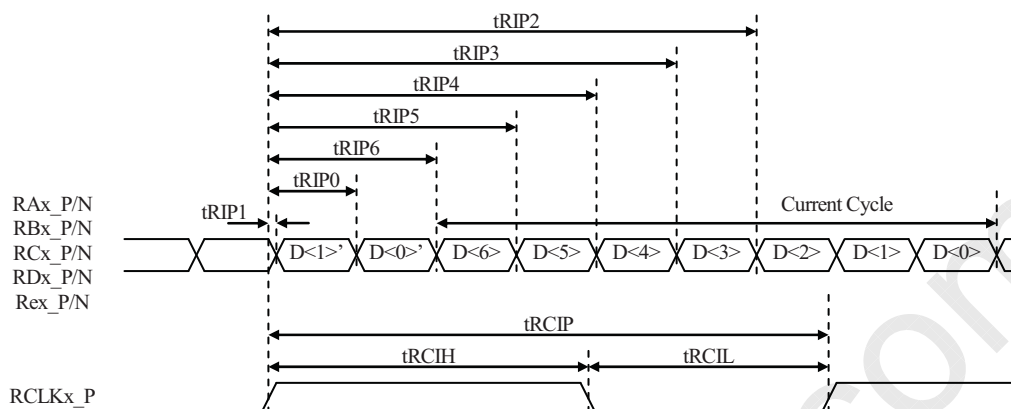 tRIP2
tRIP3
tRIP4
tRIP5
tRIP6
tRIP0
tRIP1
Current Cycle
RAx_P/N
RBx_P/N
RCx_P/N
RDx_P/N
Rex_P/N
D<1>' D<0>' D<6> D<5> D<4> D<3> D<2> D<1> D<0>
tRCIP
tRCIH tRCIL
RCLKx_P
com